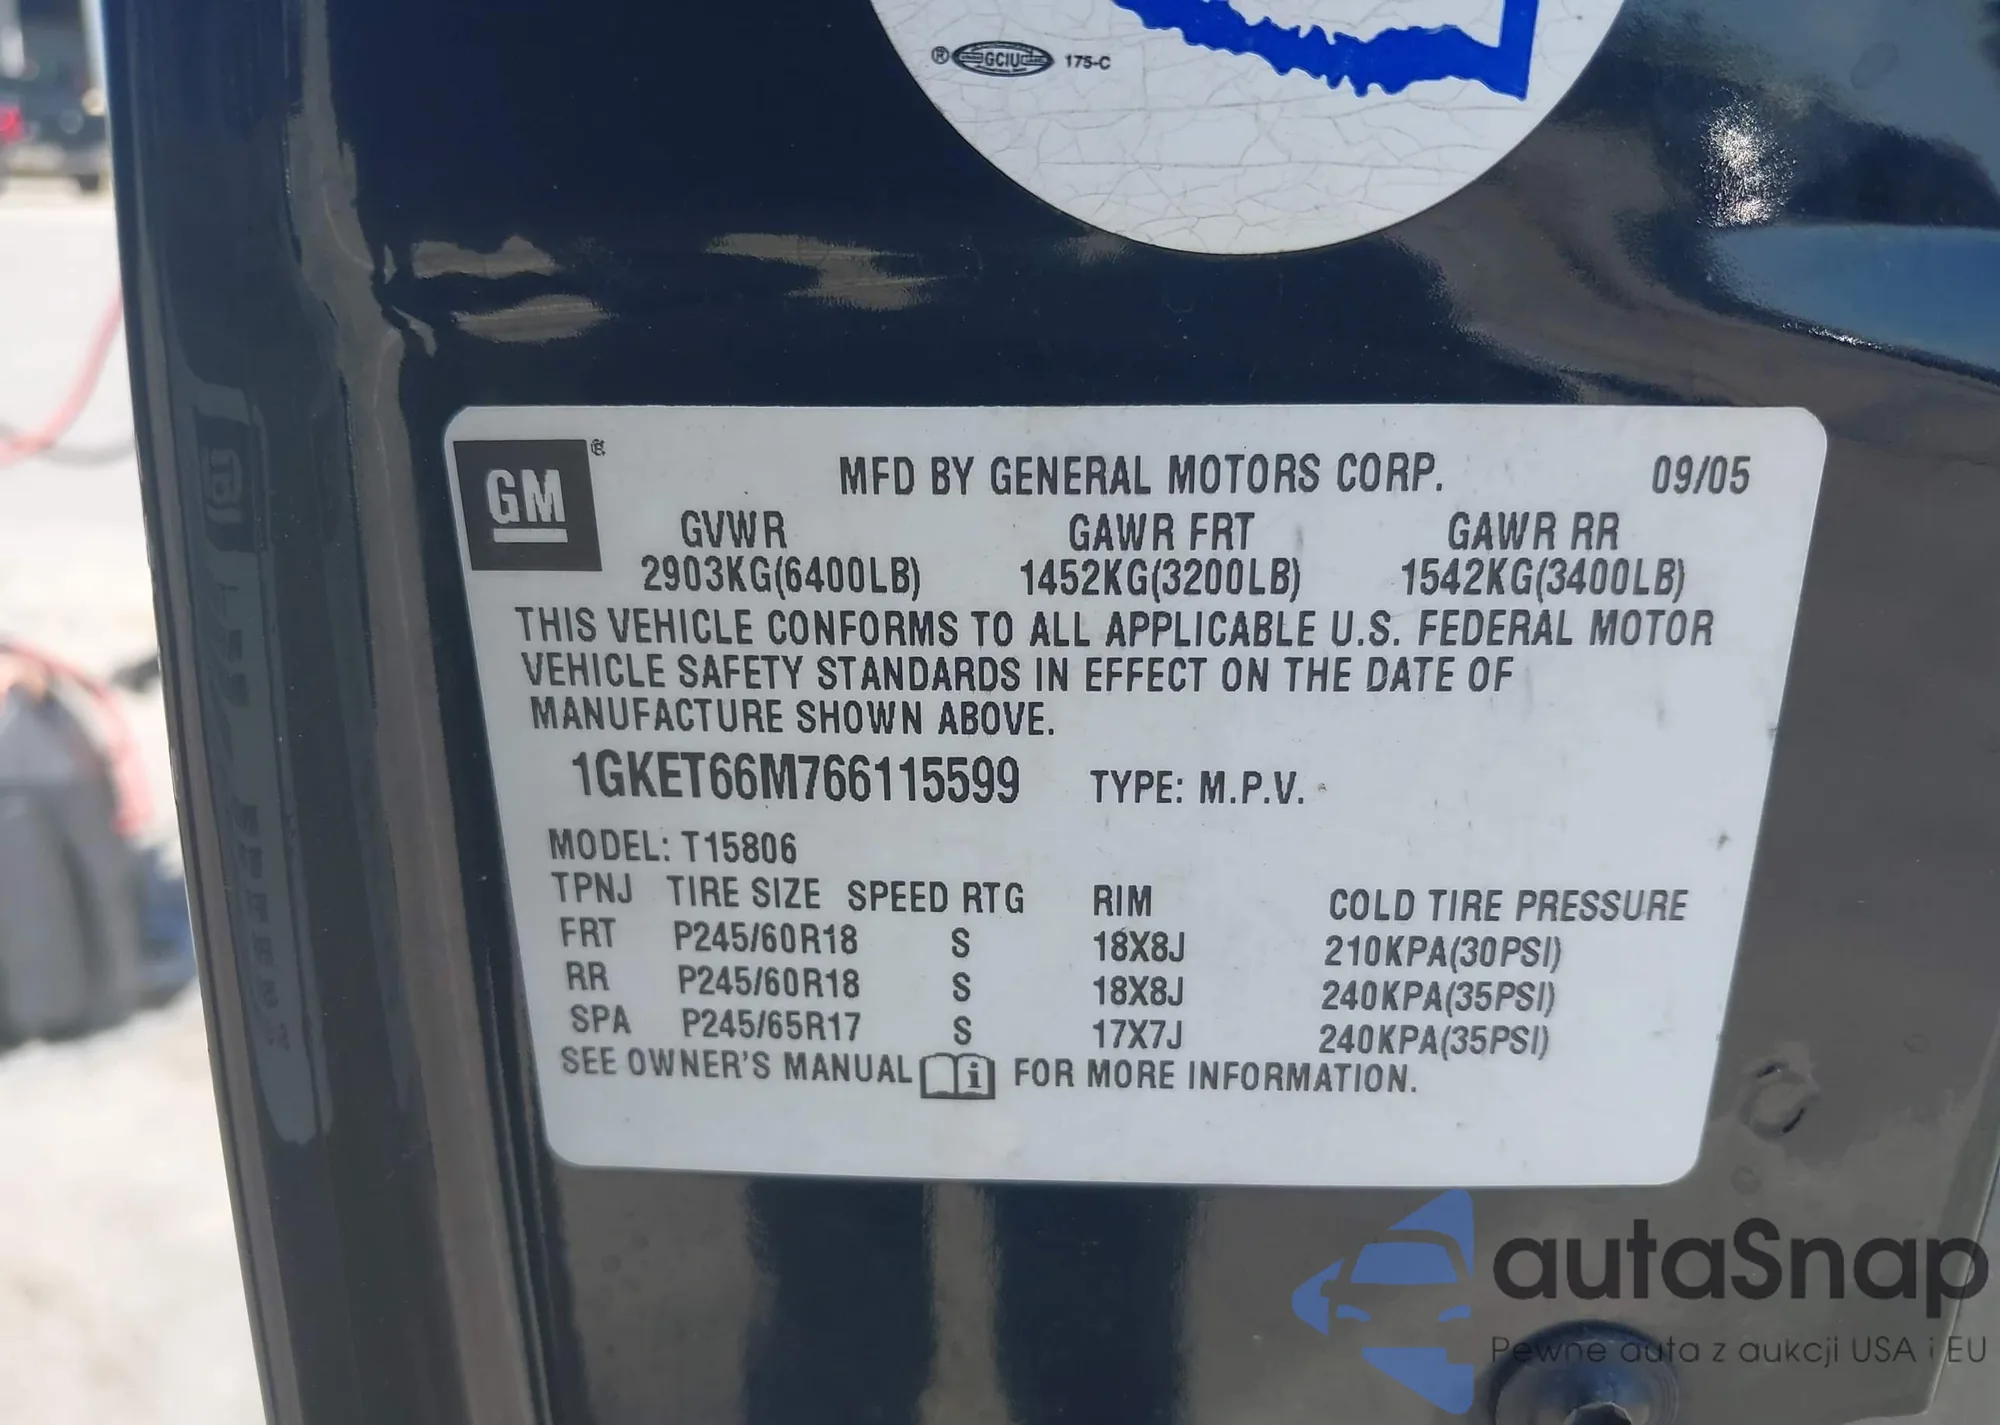 ® GCIU 175-C
GM ®
MFD BY GENERAL MOTORS CORP. 09/05
GVWR GAWR FRT GAWR RR
2903KG(6400LB) 1452KG(3200LB) 1542KG(3400LB)
THIS VEHICLE CONFORMS TO ALL APPLICABLE U.S. FEDERAL MOTOR
VEHICLE SAFETY STANDARDS IN EFFECT ON THE DATE OF
MANUFACTURE SHOWN ABOVE.
1GKET66M766115599 TYPE: M.P.V.
MODEL: T15806
TPNJ TIRE SIZE SPEED RTG RIM COLD TIRE PRESSURE
FRT P245/60R18 S 18X8J 210KPA(30PSI)
RR P245/60R18 S 18X8J 240KPA(35PSI)
SPA P245/65R17 S 17X7J 240KPA(35PSI)
SEE OWNER'S MANUAL i FOR MORE INFORMATION.
autaSnap
Pewne auta z aukcji USA i EU